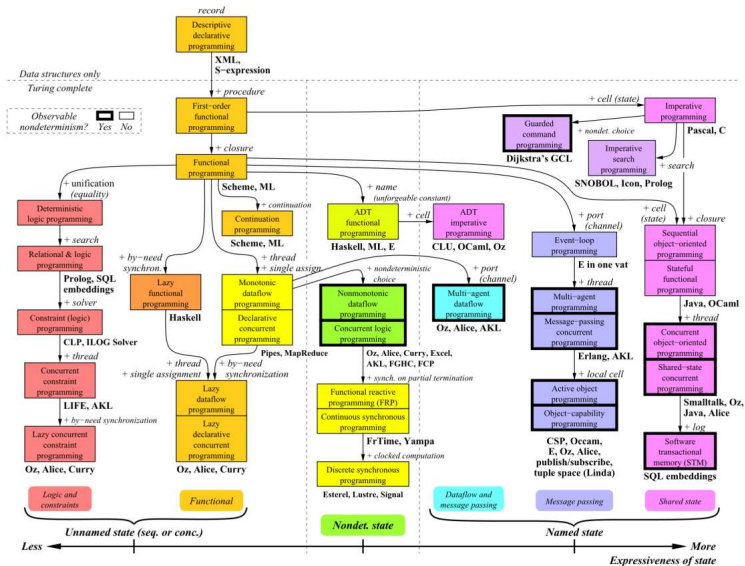 record
Descriptive
declarative
programming
XML,
S−expression
Data structures only
Turing complete
+ procedure
Observable
nondeterminism?
Yes
No
First−order
functional
programming
+ cell (state)
Imperative
programming
Pascal, C
+ nondet. choice
Guarded
command
programming
Dijkstra's GCL
Imperative
search
programming
+ search
SNOBOL, Icon, Prolog
+ closure
Functional
programming
Scheme, ML
+ unification
(equality)
Deterministic
logic programming
+ search
Relational & logic
programming
Prolog, SQL
embeddings
+ solver
Constraint (logic)
programming
CLP, ILOG Solver
+ thread
Concurrent
constraint
programming
LIFE, AKL
+ by−need synchronization
Lazy concurrent
constraint
programming
Oz, Alice, Curry
+ continuation
Continuation
programming
Scheme, ML
+ by−need
synchron.
Lazy
functional
programming
Haskell
+ thread
+ single assign.
Monotonic
dataflow
programming
Declarative
concurrent
programming
Pipes, MapReduce
+ thread
+ single assignment
+ by−need
synchronization
Lazy
dataflow
programming
Lazy
declarative concurrent
programming
Oz, Alice, Curry
+ name
(unforgeable constant)
ADT
functional
programming
Haskell, ML, E
+ cell
ADT
imperative
programming
CLU, OCaml, Oz
+ nondeterministic
choice
Nonmonotonic
dataflow
programming
Concurrent logic
programming
Oz, Alice, Curry, Excel,
AKL, FGHC, FCP
+ synch. on partial termination
Functional reactive
programming (FRP)
Continuous synchronous
programming
FrTime, Yampa
+ clocked computation
Discrete synchronous
programming
Esterel, Lustre, Signal
+ port
(channel)
Multi−agent
dataflow
programming
Oz, Alice, AKL
+ port
(channel)
Event−loop
programming
E in one vat
+ thread
Multi−agent
programming
Message−passing
concurrent
programming
Erlang, AKL
+ local cell
Active object
programming
Object−capability
programming
CSP, Occam,
E, Oz, Alice,
publish/subscribe,
tuple space (Linda)
+ cell
(state)
+ closure
Sequential
object−oriented
programming
Stateful
functional
programming
Java, OCaml
+ thread
Concurrent
object−oriented
programming
Shared−state
concurrent
programming
Smalltalk, Oz,
Java, Alice
+ log
Software
transactional
memory (STM)
SQL embeddings
Logic and
constraints
Functional
Nondet. state
Dataflow and
message passing
Message passing
Shared state
Unnamed state (seq. or conc.)
Named state
Less
More
Expressiveness of state